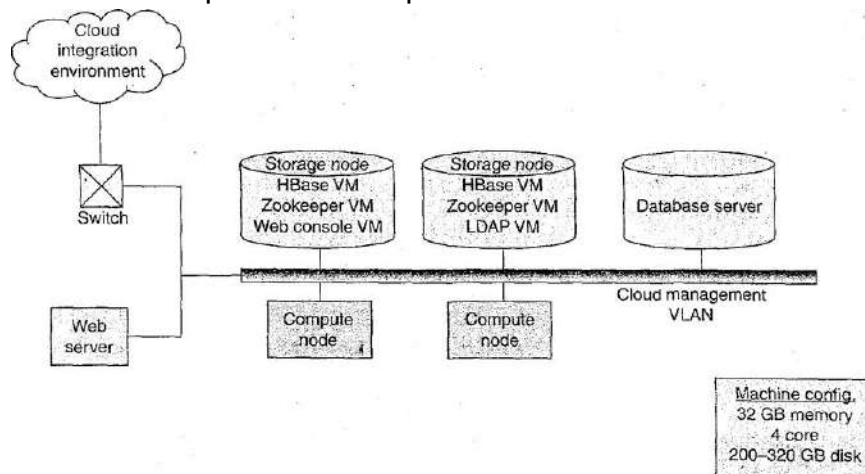 Cloud
integration
environment
Switch
Storage node
HBase VM
Zookeeper VM
Web console VM
Storage node
HBase VM
Zookeeper VM
LDAP VM
Database server
Cloud management
VLAN
Web
server
Compute
node
Compute
node
Machine config.
32 GB memory
4 core
200–320 GB disk